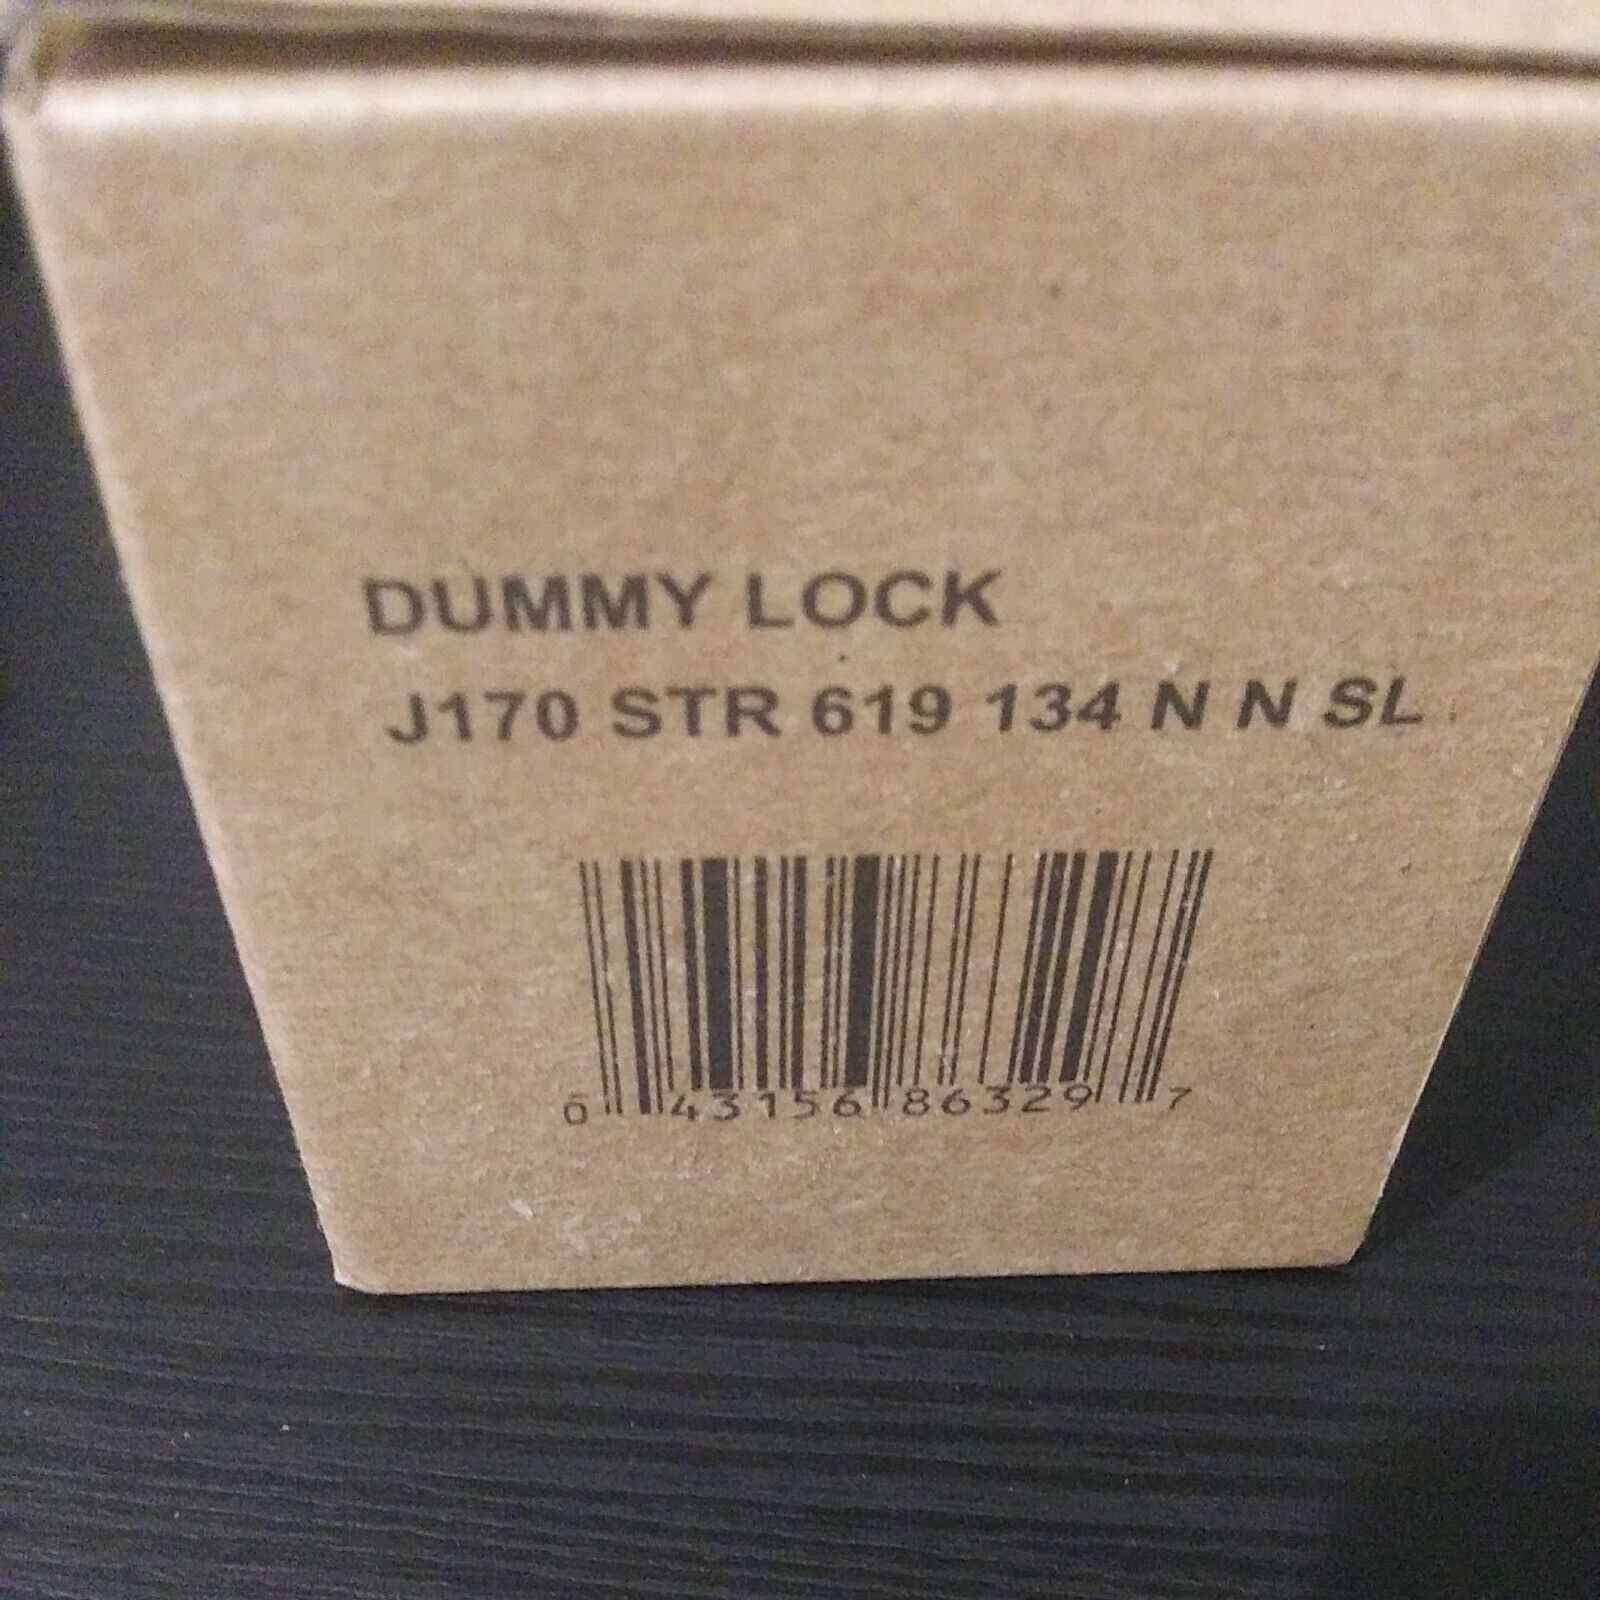 DUMMY LOCK
J170 STR 619 134 N N SL
0 43156 86329 7